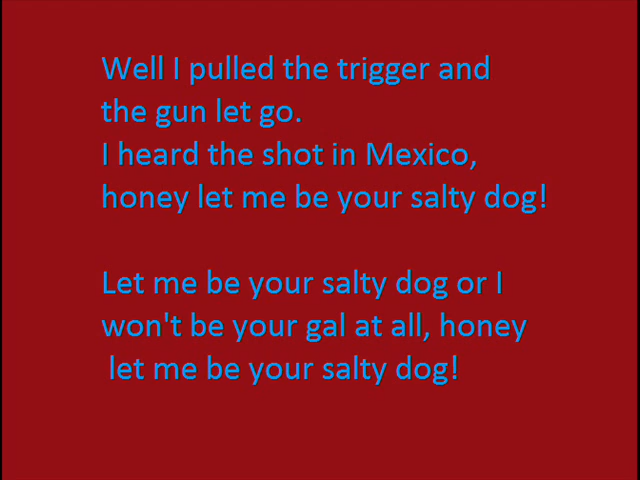 Well I pulled the trigger and
the gun let go.
I heard the shot in Mexico,
honey let me be your salty dog!
Let me be your salty dog or I
won't be your gal at all, honey
let me be your salty dog!